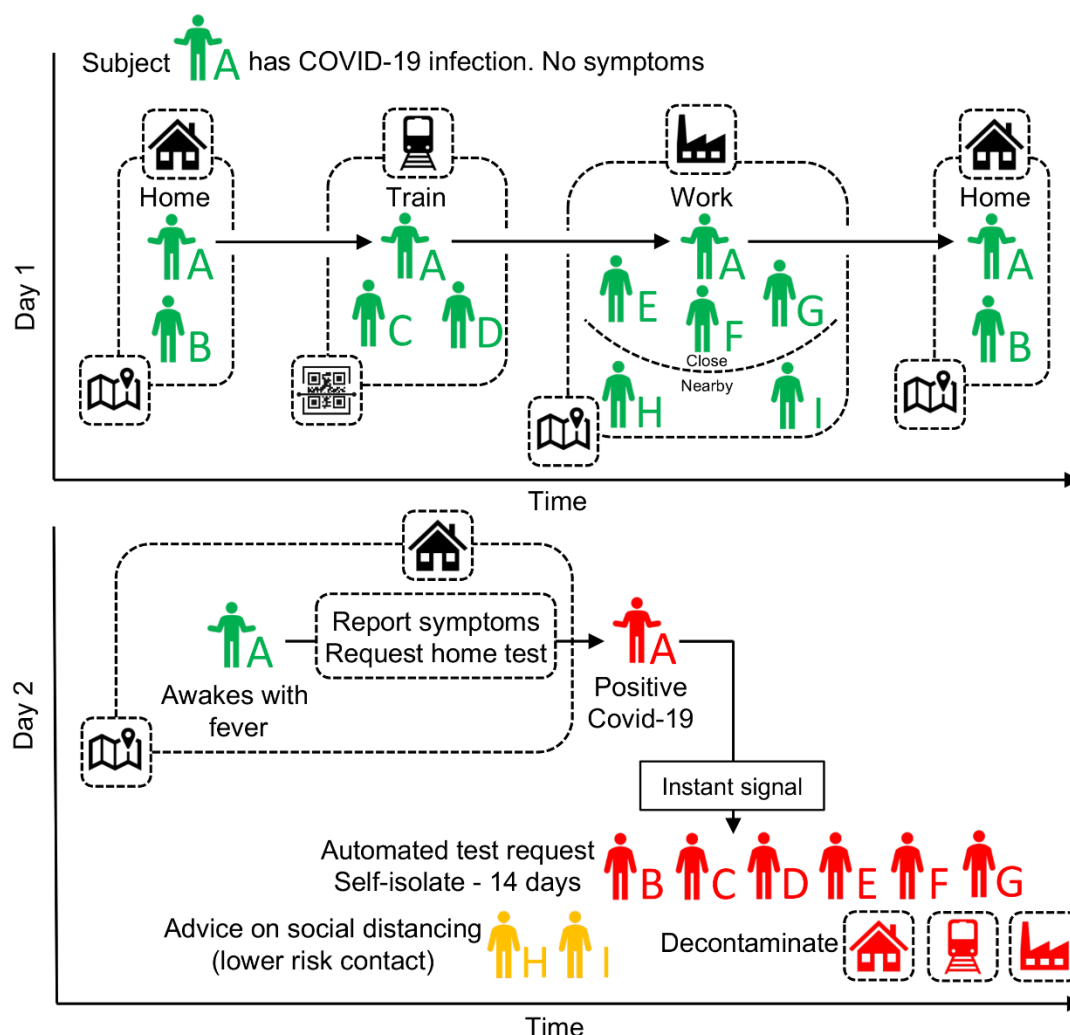 Subject A has COVID-19 infection. No symptoms
Home
Train
Work
Home
A
A
A
A
B
C
D
E
F
G
B
Close
Nearby
H
I
Day 1
Time
A
Report symptoms
Request home test
A
Awakes with
fever
Positive
Covid-19
Day 2
Instant signal
Automated test request
Self-isolate - 14 days
B
C
D
E
F
G
Advice on social distancing
(lower risk contact)
H
I
Decontaminate
Time